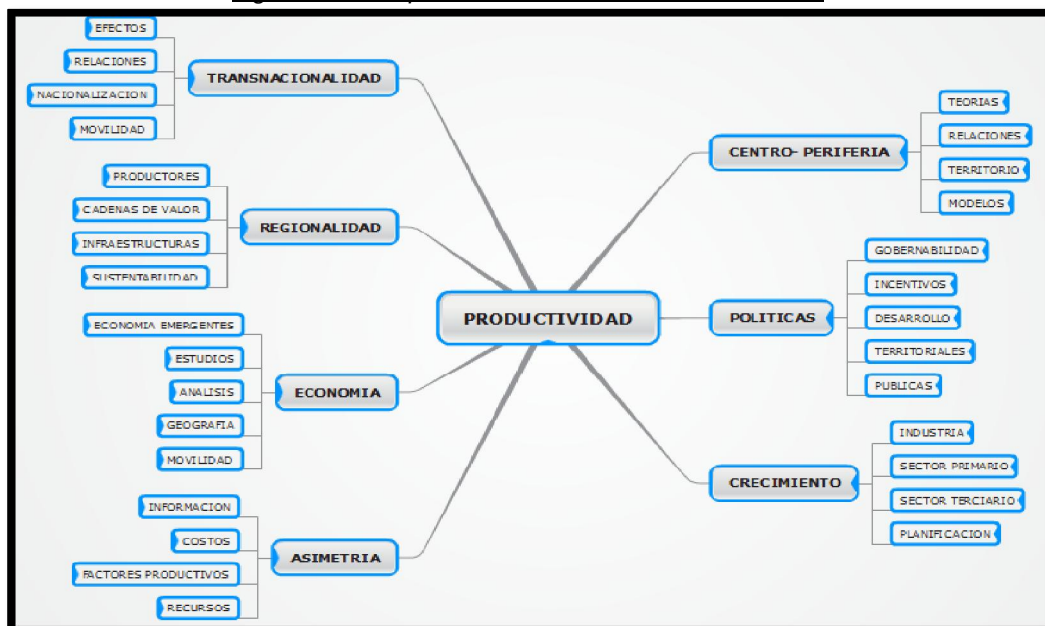 EFECTOS
RELACIONES
NACIONALIZACION
MOVILIDAD
TRANSNACIONALIDAD
PRODUCTORES
CADENAS DE VALOR
INFRAESTRUCTURAS
SUSTENTABILIDAD
REGIONALIDAD
ECONOMIA EMERGENTES
ESTUDIOS
ANALISIS
GEOGRAFIA
MOVILIDAD
ECONOMIA
INFORMACION
COSTOS
FACTORES PRODUCTIVOS
RECURSOS
ASIMETRIA
PRODUCTIVIDAD
CENTRO- PERIFERIA
TEORIAS
RELACIONES
TERRITORIO
MODELOS
POLITICAS
GOBERNABILIDAD
INCENTIVOS
DESARROLLO
TERRITORIALES
PUBLICAS
CRECIMIENTO
INDUSTRIA
SECTOR PRIMARIO
SECTOR TERCIARIO
PLANIFICACION